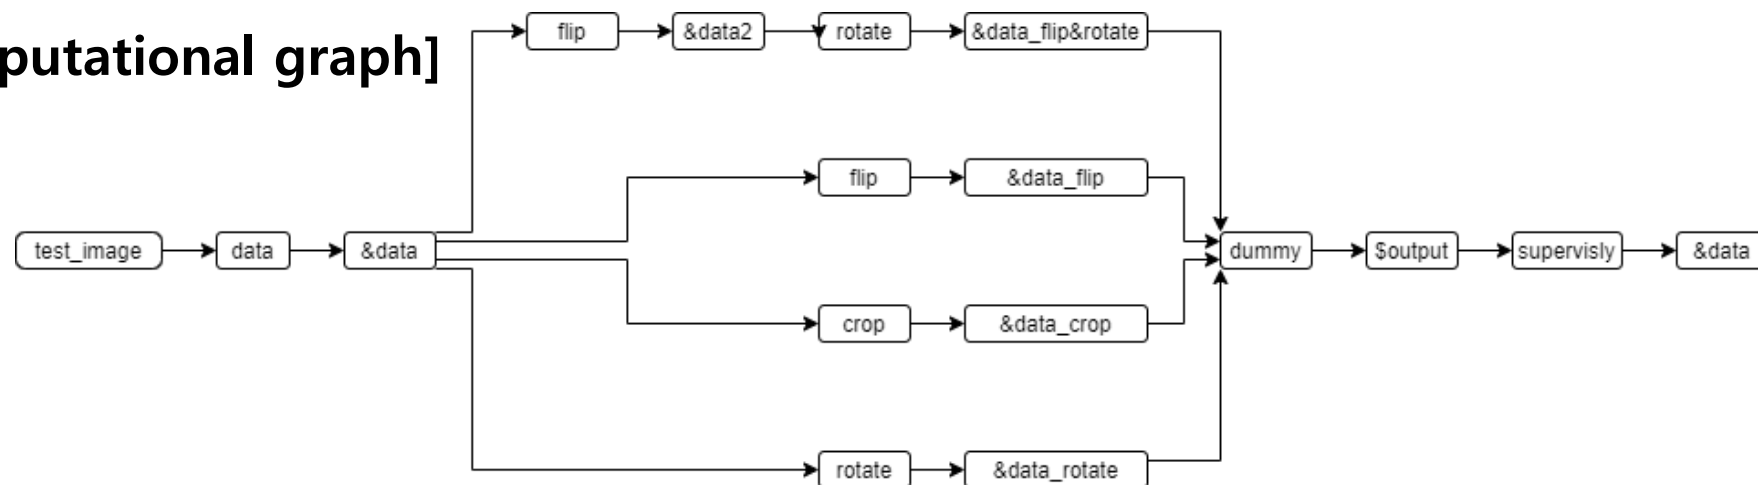 putational graph]
flip
&data2
rotate
&data_flip&rotate
flip
&data_flip
test_image
data
&data
dummy
$output
supervisly
&data
crop
&data_crop
rotate
&data_rotate